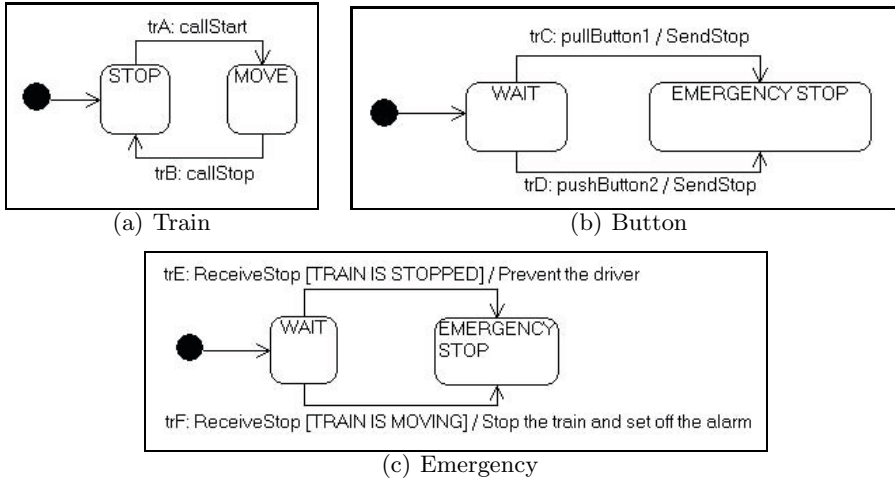 trA: callStart
STOP
MOVE
trB: callStop
(a) Train
trC: pullButton1 / SendStop
WAIT
EMERGENCY STOP
trD: pushButton2 / SendStop
(b) Button
trE: ReceiveStop [TRAIN IS STOPPED] / Prevent the driver
WAIT
EMERGENCY
STOP
trF: ReceiveStop [TRAIN IS MOVING] / Stop the train and set off the alarm
(c) Emergency